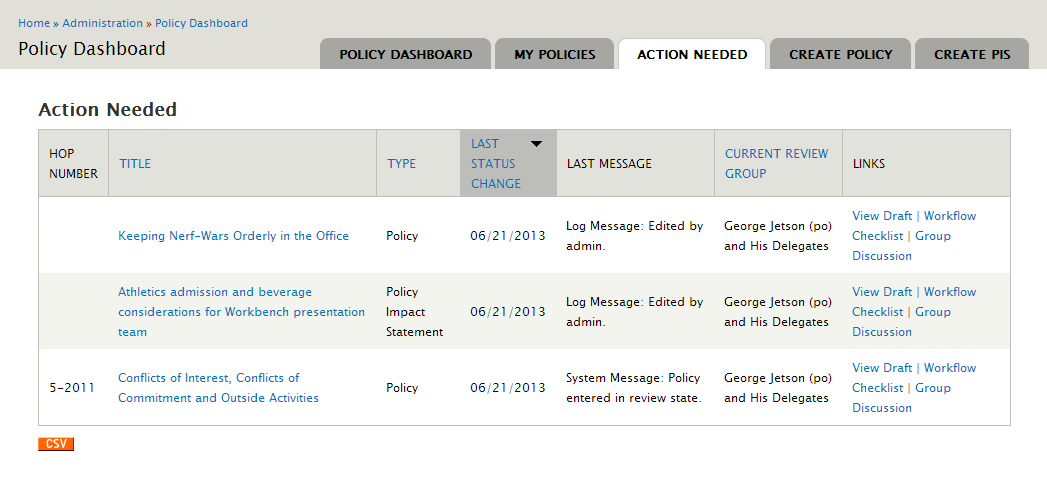 Home » Administration » Policy Dashboard
Policy Dashboard
POLICY DASHBOARD
MY POLICIES
ACTION NEEDED
CREATE POLICY
CREATE PIS
Action Needed
HOP
NUMBER
TITLE
TYPE
LAST
STATUS
CHANGE
LAST MESSAGE
CURRENT REVIEW
GROUP
LINKS
Keeping Nerf-Wars Orderly in the Office
Policy
06/21/2013
Log Message: Edited by
admin.
George Jetson (po)
and His Delegates
View Draft | Workflow
Checklist | Group
Discussion
Athletics admission and beverage
considerations for Workbench presentation
team
Policy
Impact
Statement
06/21/2013
Log Message: Edited by
admin.
George Jetson (po)
and His Delegates
View Draft | Workflow
Checklist | Group
Discussion
5-2011
Conflicts of Interest, Conflicts of
Commitment and Outside Activities
Policy
06/21/2013
System Message: Policy
entered in review state.
George Jetson (po)
and His Delegates
View Draft | Workflow
Checklist | Group
Discussion
CSV